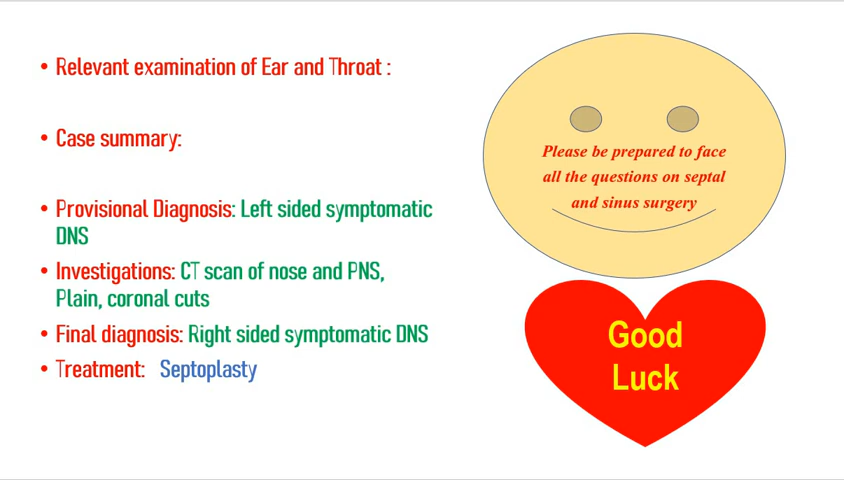 • Relevant examination of Ear and Throat :
• Case summary:
• Provisional Diagnosis: Left sided symptomatic
DNS
• Investigations: CT scan of nose and PNS,
Plain, coronal cuts
• Final diagnosis: Right sided symptomatic DNS
• Treatment: Septoplasty
Please be prepared to face
all the questions on septal
and sinus surgery
Good
Luck